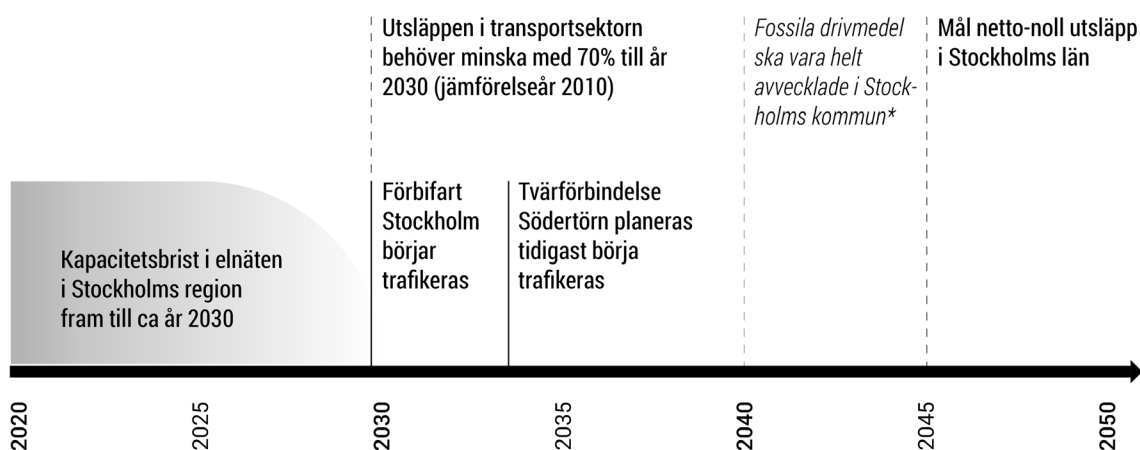 Utsläppen i transportsektorn
behöver minska med 70% till år
2030 (jämförelseår 2010)
Fossila drivmedel
ska vara helt
avvecklade i Stock-
holms kommun*
Mål netto-noll utsläpp
i Stockholms län
Kapacitetsbrist i elnäten
i Stockholms region
fram till ca år 2030
Förbifart
Stockholm
börjar
trafikeras
Tvärförbindelse
Södertörn planeras
tidigast börja
trafikeras
2020
2025
2030
2035
2040
2045
2050